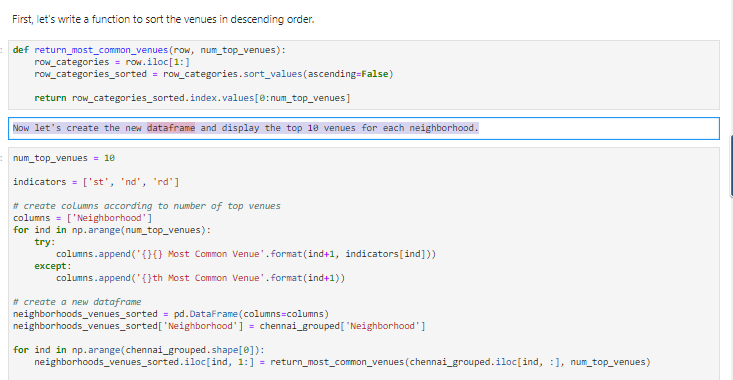 First, let's write a function to sort the venues in descending order.
def return_most_common_venues(row, num_top_venues):
    row_categories = row.iloc[1:]
    row_categories_sorted = row_categories.sort_values(ascending=False)
    return row_categories_sorted.index.values[0:num_top_venues]
Now let's create the new dataframe and display the top 10 venues for each neighborhood.
num_top_venues = 10
indicators = ['st', 'nd', 'rd']
# create columns according to number of top venues
columns = ['Neighborhood']
for ind in np.arange(num_top_venues):
    try:
        columns.append('{}{} Most Common Venue'.format(ind+1, indicators[ind]))
    except:
        columns.append('{}th Most Common Venue'.format(ind+1))
# create a new dataframe
neighborhoods_venues_sorted = pd.DataFrame(columns=columns)
neighborhoods_venues_sorted['Neighborhood'] = chennai_grouped['Neighborhood']
for ind in np.arange(chennai_grouped.shape[0]):
    neighborhoods_venues_sorted.iloc[ind, 1:] = return_most_common_venues(chennai_grouped.iloc[ind, :], num_top_venues)